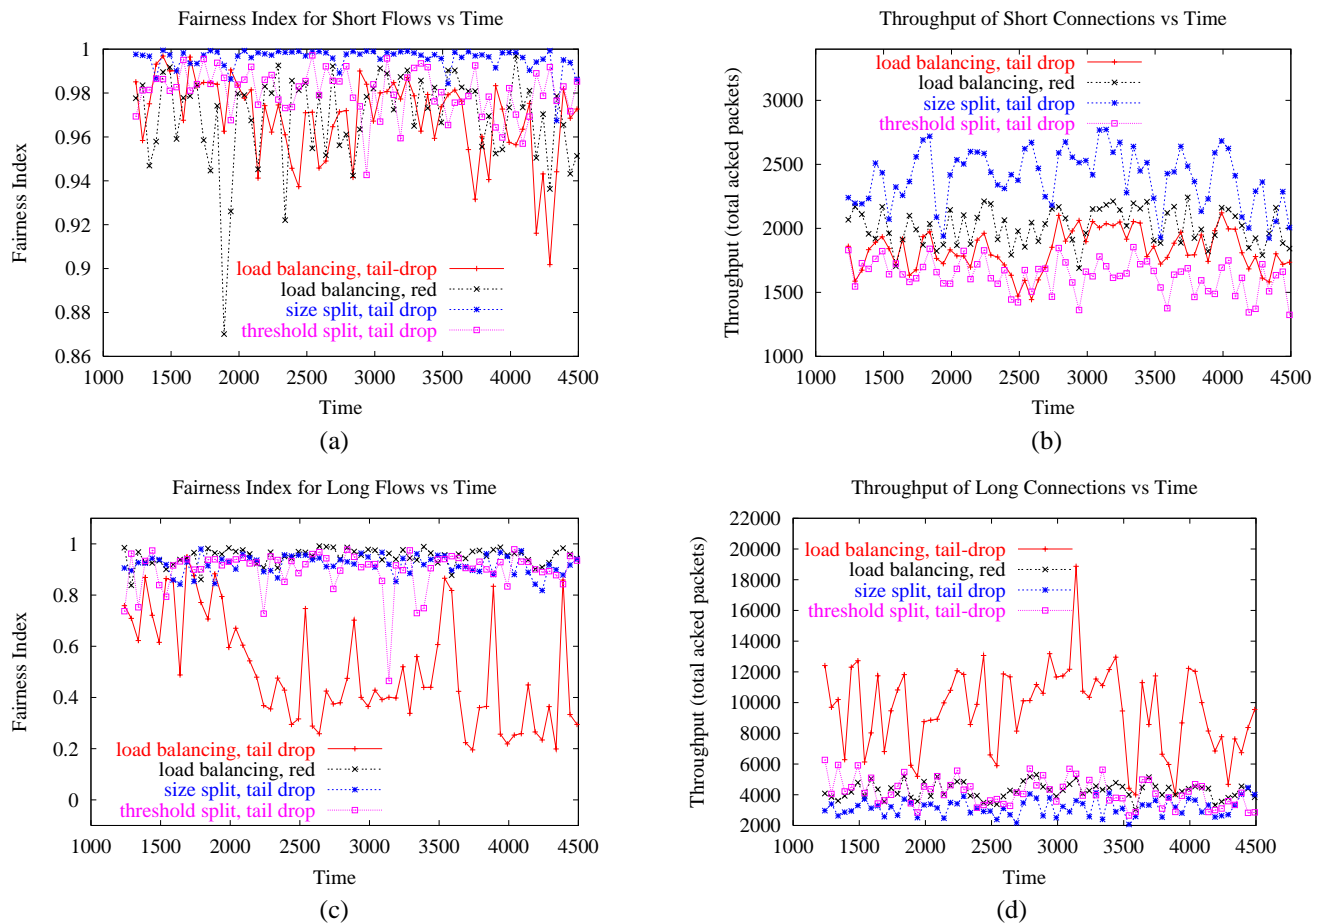 Fairness Index for Short Flows vs Time
1
0.98
0.96
0.94
0.92
0.9
0.88
0.86
Fairness Index
load balancing, tail-drop
load balancing, red
size split, tail drop
threshold split, tail drop
1000 1500 2000 2500 3000 3500 4000 4500
Time
(a)
Throughput of Short Connections vs Time
3000
2500
2000
1500
1000
Throughput (total acked packets)
load balancing, tail drop
load balancing, red
size split, tail drop
threshold split, tail drop
1000 1500 2000 2500 3000 3500 4000 4500
Time
(b)
Fairness Index for Long Flows vs Time
1
0.8
0.6
0.4
0.2
0
Fairness Index
load balancing, tail drop
load balancing, red
size split, tail drop
threshold split, tail drop
1000 1500 2000 2500 3000 3500 4000 4500
Time
(c)
Throughput of Long Connections vs Time
22000
20000
18000
16000
14000
12000
10000
8000
6000
4000
2000
Throughput (total acked packets)
load balancing, tail-drop
load balancing, red
size split, tail drop
threshold split, tail-drop
1000 1500 2000 2500 3000 3500 4000 4500
Time
(d)